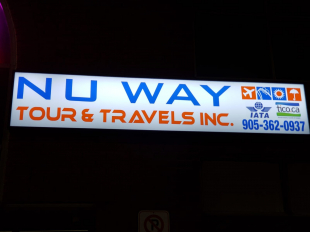 NU WAY
TOUR & TRAVELS INC.
IATA
tico.ca
905-362-0937